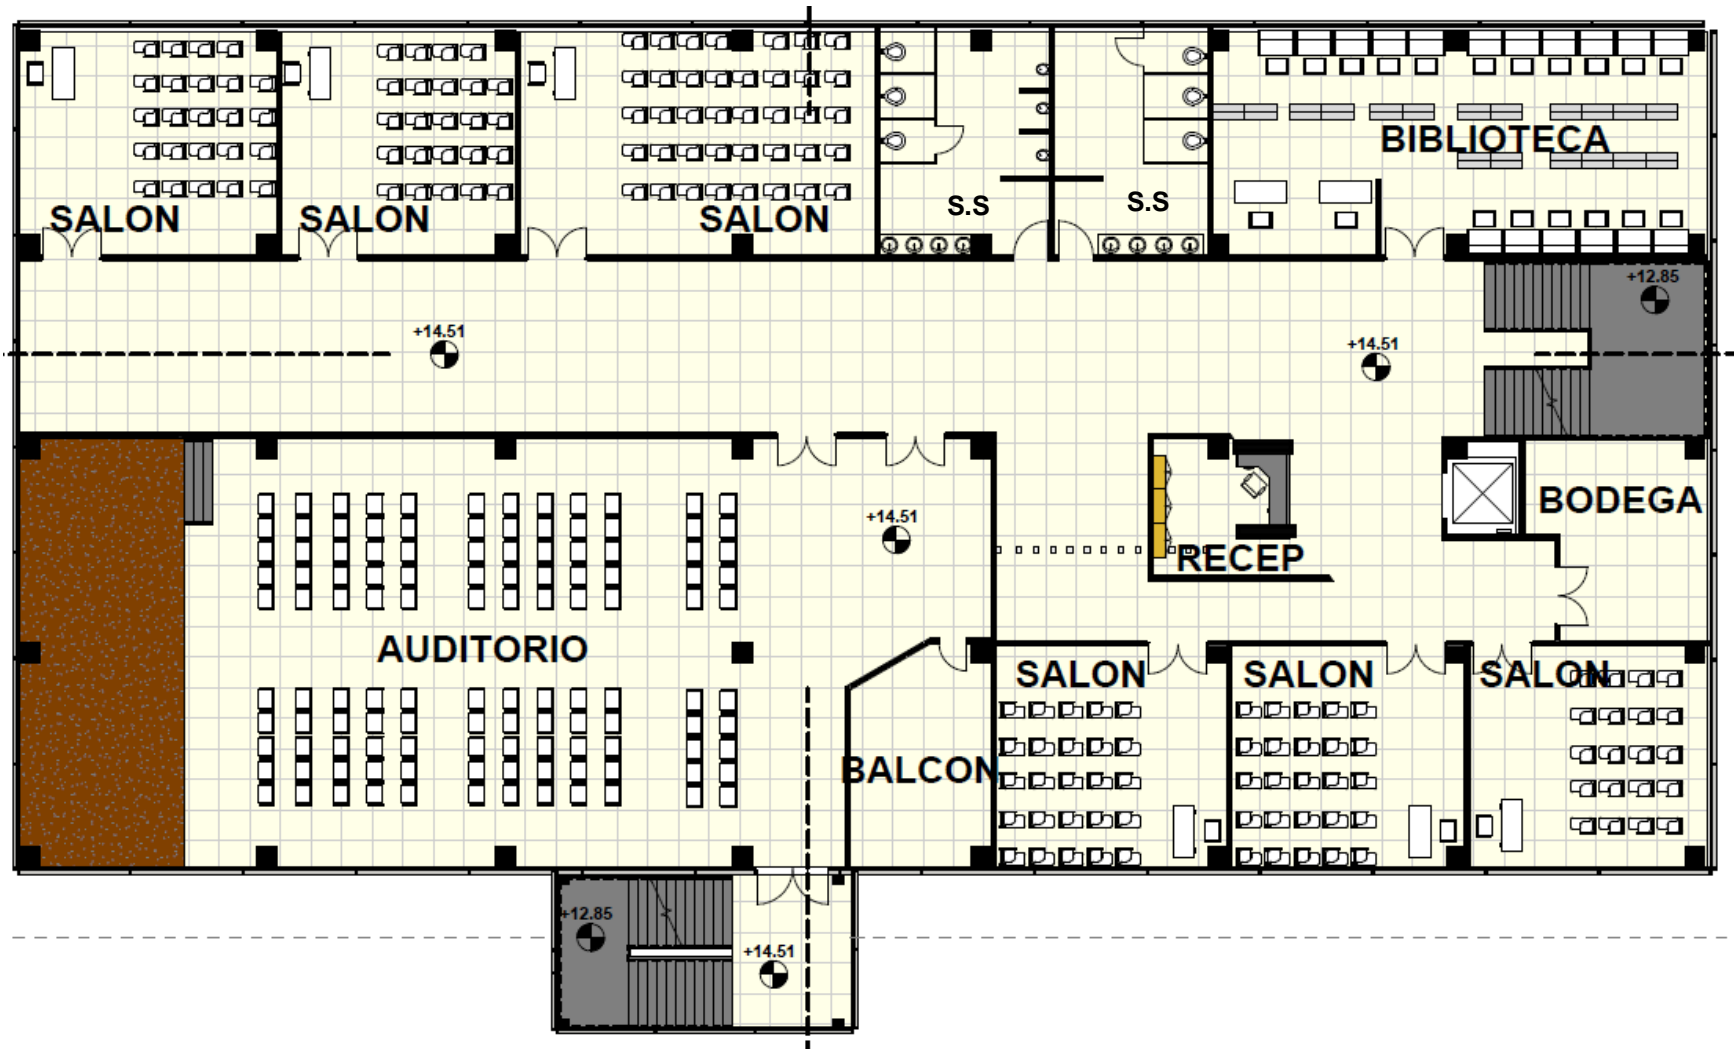 BIBLIOTECA
SALON
SALON
SALON
S.S
S.S
+12.85
+14.51
+14.51
BODEGA
+14.51
RECEP
AUDITORIO
SALON
SALON
SALON
BALCON
+12.85
+14.51